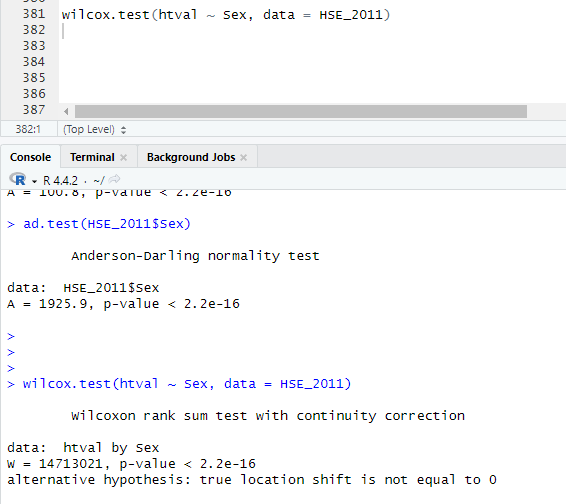 380
381 wilcox.test(htval ~ Sex, data = HSE_2011)
382
383
384
385
386
387
382:1 (Top Level)
Console Terminal × Background Jobs ×
R 4.4.2 · ~/
A = 100.8, p-value < 2.2e-16
> ad.test(HSE_2011$Sex)
Anderson-Darling normality test
data: HSE_2011$Sex
A = 1925.9, p-value < 2.2e-16
>
>
>
> wilcox.test(htval ~ Sex, data = HSE_2011)
Wilcoxon rank sum test with continuity correction
data: htval by Sex
W = 14713021, p-value < 2.2e-16
alternative hypothesis: true location shift is not equal to 0